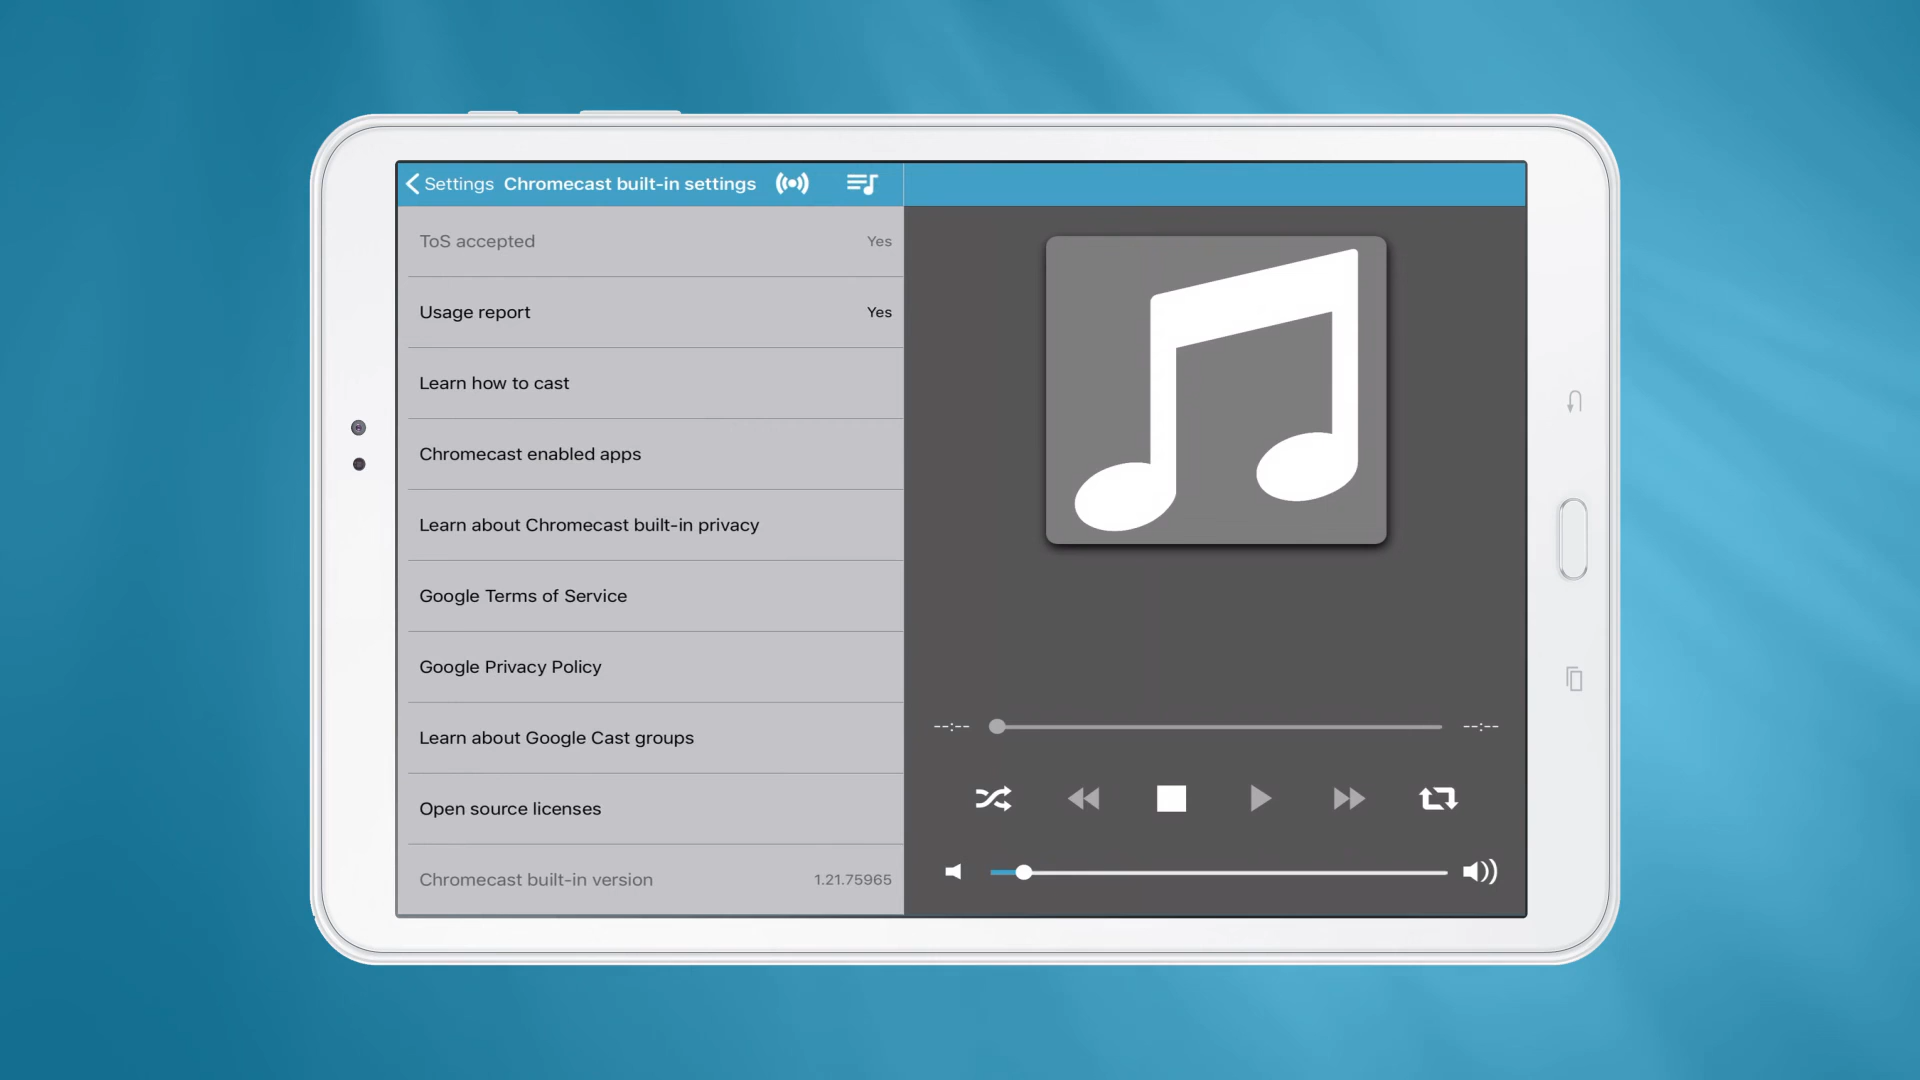 Settings Chromecast built-in settings
ToS accepted Yes
Usage report Yes
Learn how to cast
Chromecast enabled apps
Learn about Chromecast built-in privacy
Google Terms of Service
Google Privacy Policy
Learn about Google Cast groups
Open source licenses
Chromecast built-in version 1.21.75965
--:-- --:--